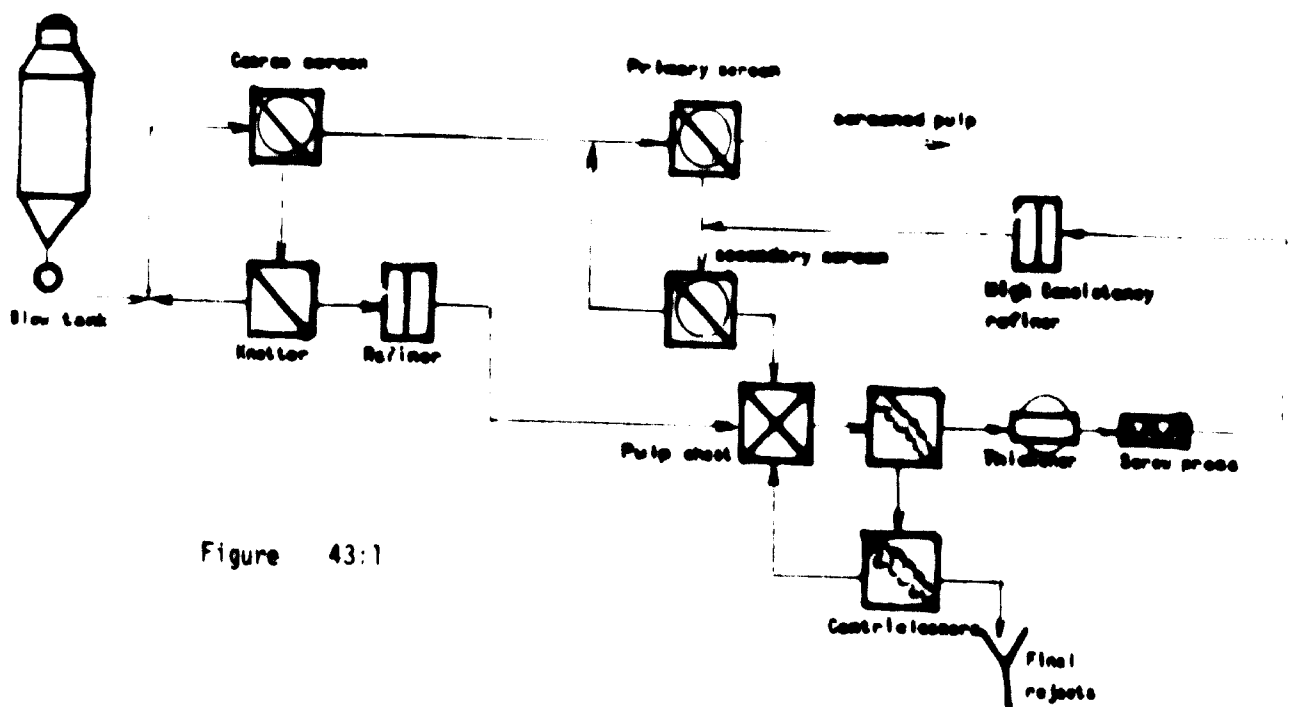 Coarse screen
Primary screen
screened pulp
secondary screen
High Consistency
refiner
Blow tank
Knotter
Refiner
Pulp chest
Thickener
Screw press
Figure 43:1
Centricleaners
Final
rejects